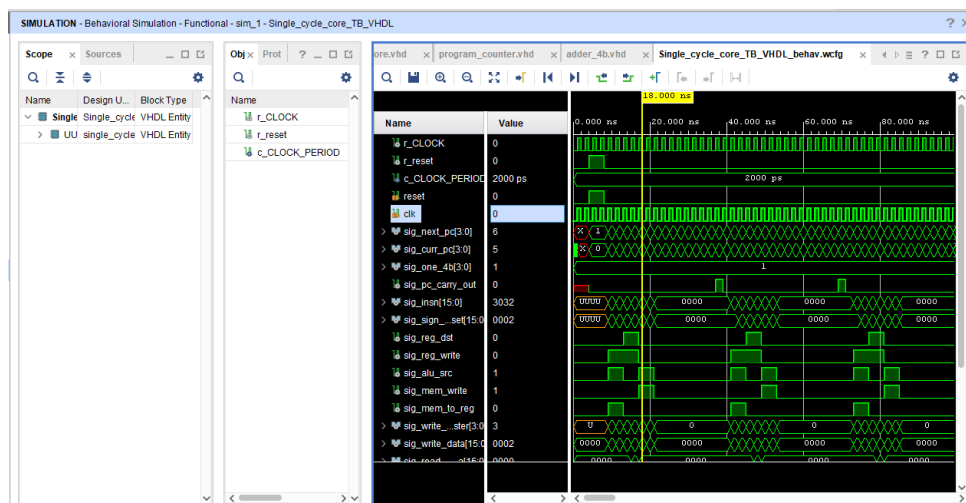 SIMULATION - Behavioral Simulation - Functional - sim_1 - Single_cycle_core_TB_VHDL
Scope × Sources
Obj × Prot ?
ore.vhd × program_counter.vhd × adder_4b.vhd × Single_cycle_core_TB_VHDL_behav.wcfg ×
Name Design U... Block Type
Single Single_cycle VHDL Entity
UU single_cycle VHDL Entity
Name
r_CLOCK
r_reset
c_CLOCK_PERIOD
18.000 ns
Name Value
0.000 ns 20.000 ns 40.000 ns 60.000 ns 80.000 ns
r_CLOCK 0
r_reset 0
c_CLOCK_PERIOD 2000 ps 2000 ps
reset 0
clk 0
sig_next_pc[3:0] 6 X 1
sig_curr_pc[3:0] 5 X 0
sig_one_4b[3:0] 1 1
sig_pc_carry_out 0
sig_insn[15:0] 3032 UUUU 0000 0000 0000
sig_sign_...set[15:0 0002 UUUU 0000 0000 0000
sig_reg_dst 0
sig_reg_write 0
sig_alu_src 1
sig_mem_write 1
sig_mem_to_reg 0
sig_write_...ster[3:0 3 U 0 0 0
sig_write_data[15:0 0002 0000 0000 0000 0000
0000 0000 0000 0000